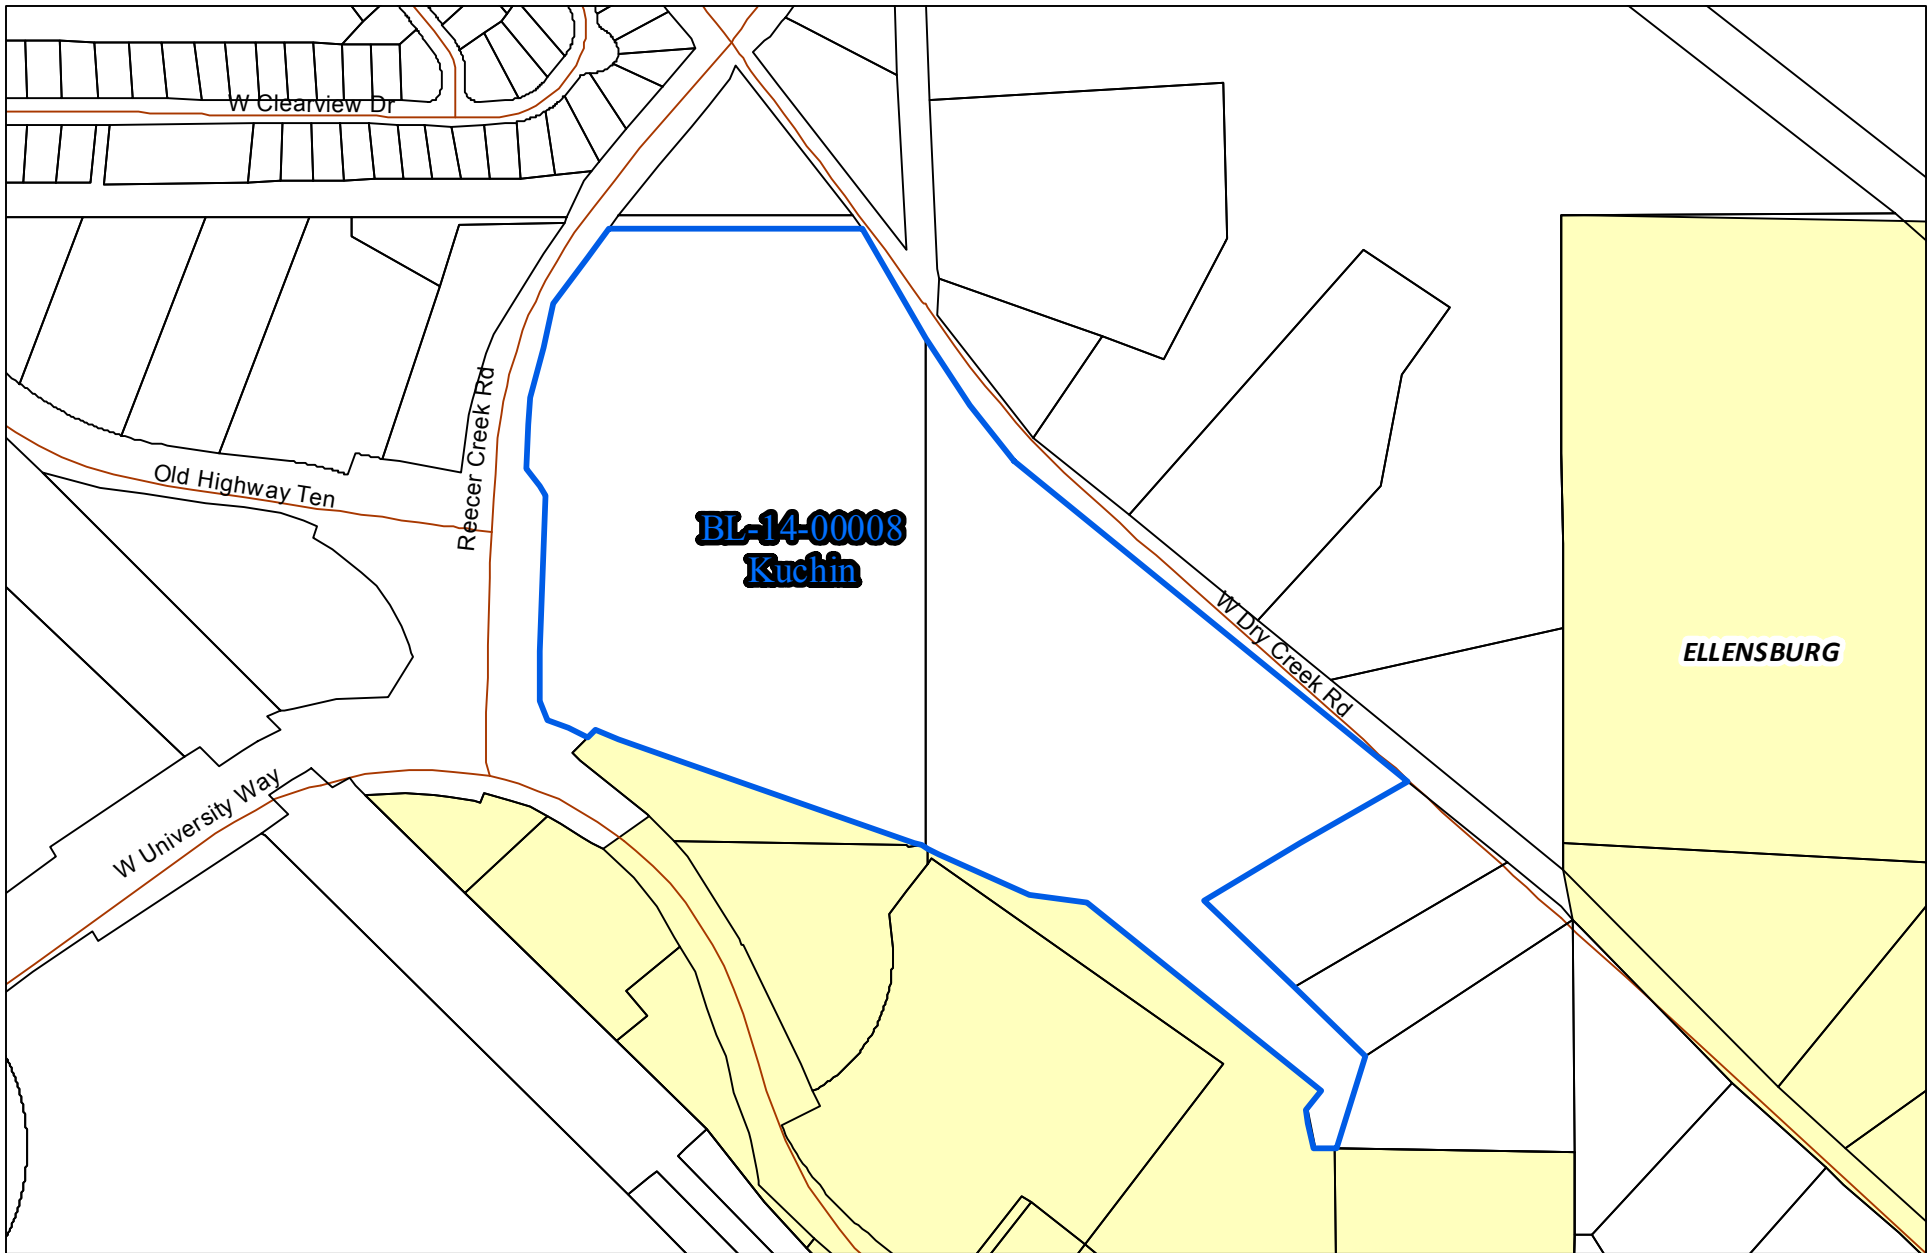 W Clearview Dr
Reecer Creek Rd
Old Highway Ten
BL-14-00008
Kuchin
W Dry Creek Rd
ELLENSBURG
W University Way